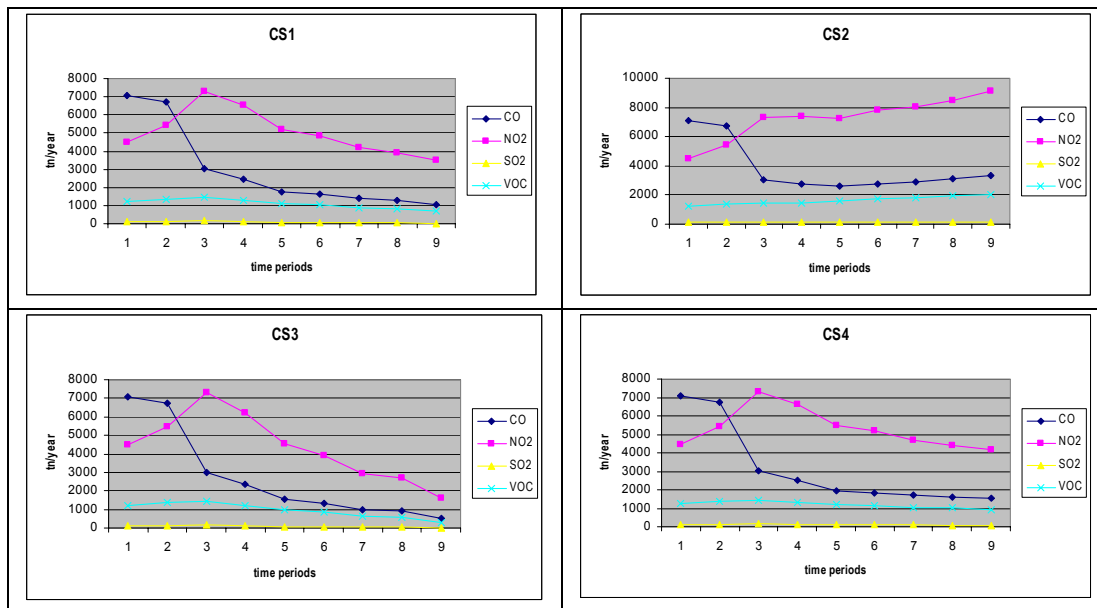 CS1
8000
7000
6000
5000
4000
3000
2000
1000
0
tn/year
1 2 3 4 5 6 7 8 9
time periods
CO
NO2
SO2
VOC
CS2
10000
8000
6000
4000
2000
0
tn/year
1 2 3 4 5 6 7 8 9
time periods
CO
NO2
SO2
VOC
CS3
8000
7000
6000
5000
4000
3000
2000
1000
0
tn/year
1 2 3 4 5 6 7 8 9
time periods
CO
NO2
SO2
VOC
CS4
8000
7000
6000
5000
4000
3000
2000
1000
0
tn/year
1 2 3 4 5 6 7 8 9
time periods
CO
NO2
SO2
VOC